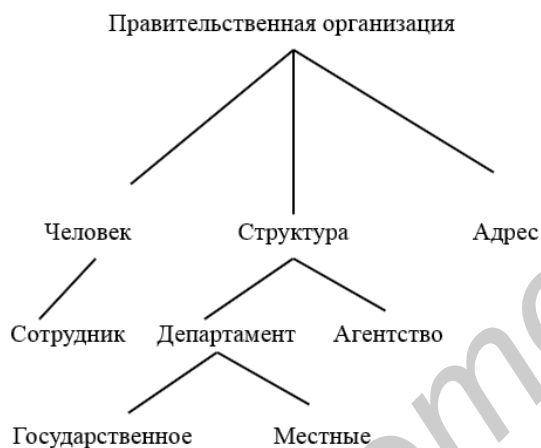 Правительственная организация
Человек Структура Адрес
Сотрудник Департамент Агентство
Государственное Местные